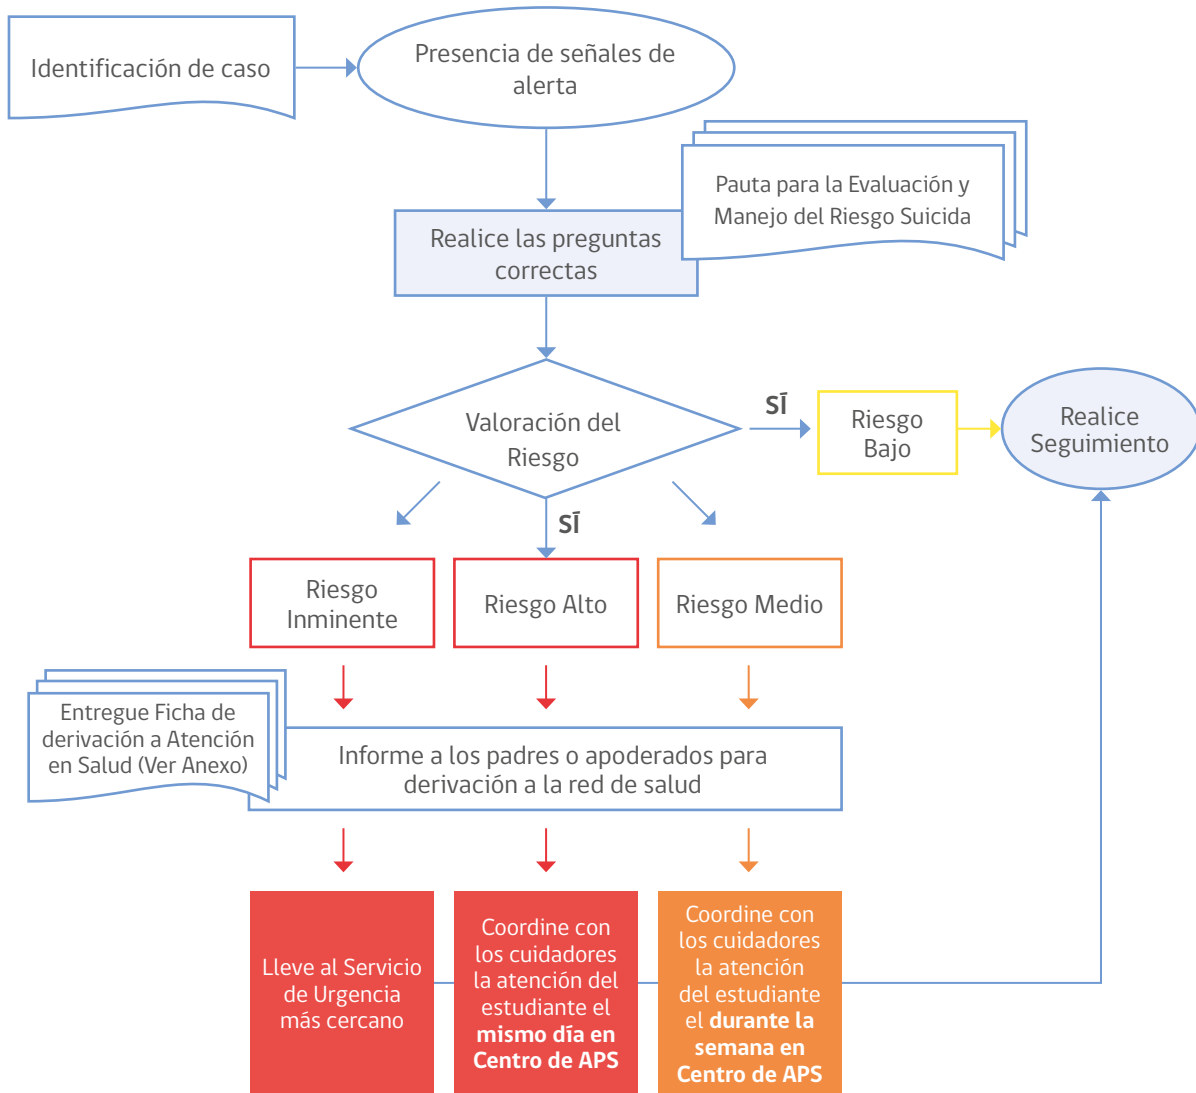 Identificación de caso
Presencia de señales de
alerta
Pauta para la Evaluación y
Manejo del Riesgo Suicida
Realice las preguntas
correctas
Valoración del
Riesgo
SÍ
Riesgo
Bajo
Realice
Seguimiento
SÍ
Riesgo
Inminente
Riesgo Alto
Riesgo Medio
Entregue Ficha de
derivación a Atención
en Salud (Ver Anexo)
Informe a los padres o apoderados para
derivación a la red de salud
Lleve al Servicio
de Urgencia
más cercano
Coordine con
los cuidadores
la atención del
estudiante el
mismo día en
Centro de APS
Coordine con
los cuidadores
la atención
del estudiante
el durante la
semana en
Centro de APS